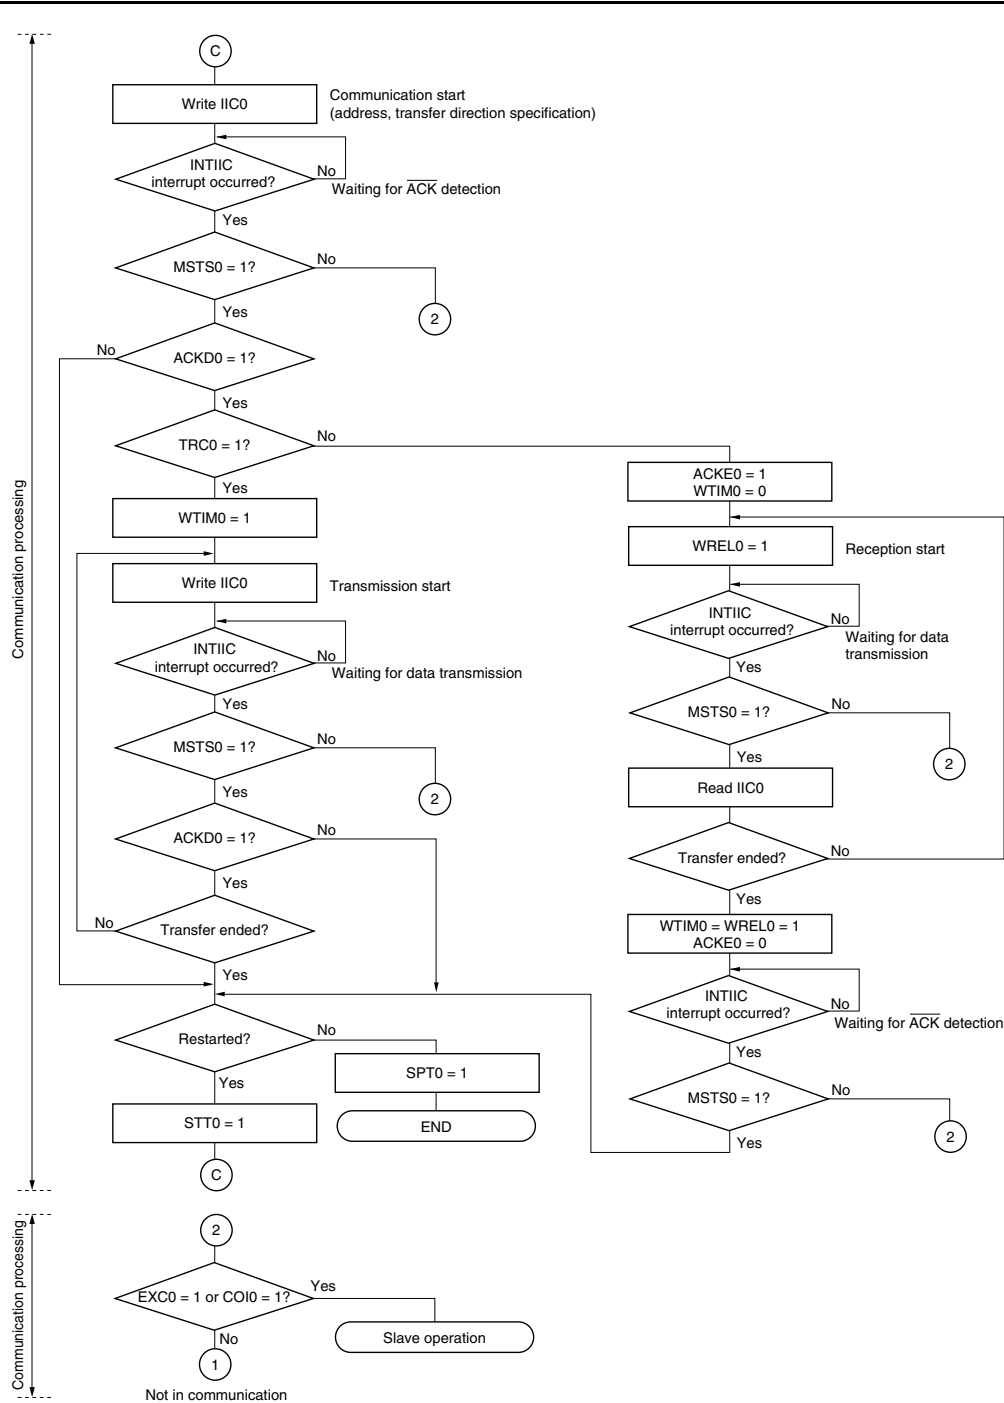 C
Write IIC0
Communication start
(address, transfer direction specification)
INTIIC
interrupt occurred?
No
Waiting for ACK detection
Yes
MSTS0 = 1?
No
2
Yes
ACKD0 = 1?
No
Yes
TRC0 = 1?
No
Yes
WTIM0 = 1
Write IIC0
Transmission start
INTIIC
interrupt occurred?
No
Waiting for data transmission
Yes
MSTS0 = 1?
No
2
Yes
ACKD0 = 1?
No
Yes
Transfer ended?
No
Yes
Restarted?
No
SPT0 = 1
END
Yes
STT0 = 1
C
ACKE0 = 1
WTIM0 = 0
WREL0 = 1
Reception start
INTIIC
interrupt occurred?
No
Waiting for data
transmission
Yes
MSTS0 = 1?
No
2
Yes
Read IIC0
Transfer ended?
No
Yes
WTIM0 = WREL0 = 1
ACKE0 = 0
INTIIC
interrupt occurred?
No
Waiting for ACK detection
Yes
MSTS0 = 1?
No
2
Yes
Communication processing
2
EXC0 = 1 or COI0 = 1?
Yes
Slave operation
No
1
Not in communication
Communication processing